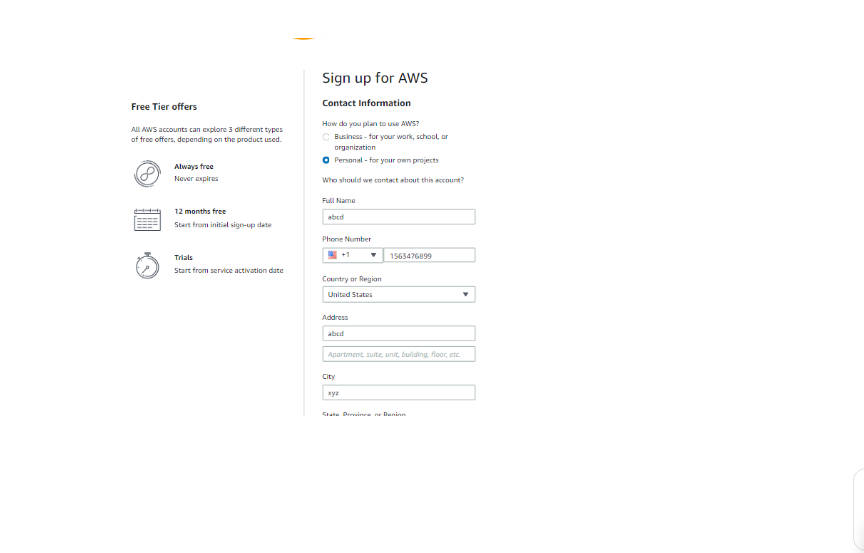 Sign up for AWS
Free Tier offers
All AWS accounts can explore 3 different types
of free offers, depending on the product used.
Always free
Never expires
12 months free
Start from initial sign-up date
Trials
Start from service activation date
Contact Information
How do you plan to use AWS?
Business - for your work, school, or
organization
Personal - for your own projects
Who should we contact about this account?
Full Name
abcd
Phone Number
+1 1563476899
Country or Region
United States
Address
abcd
Apartment, suite, unit, building, floor, etc.
City
xyz
State, Province, or Region